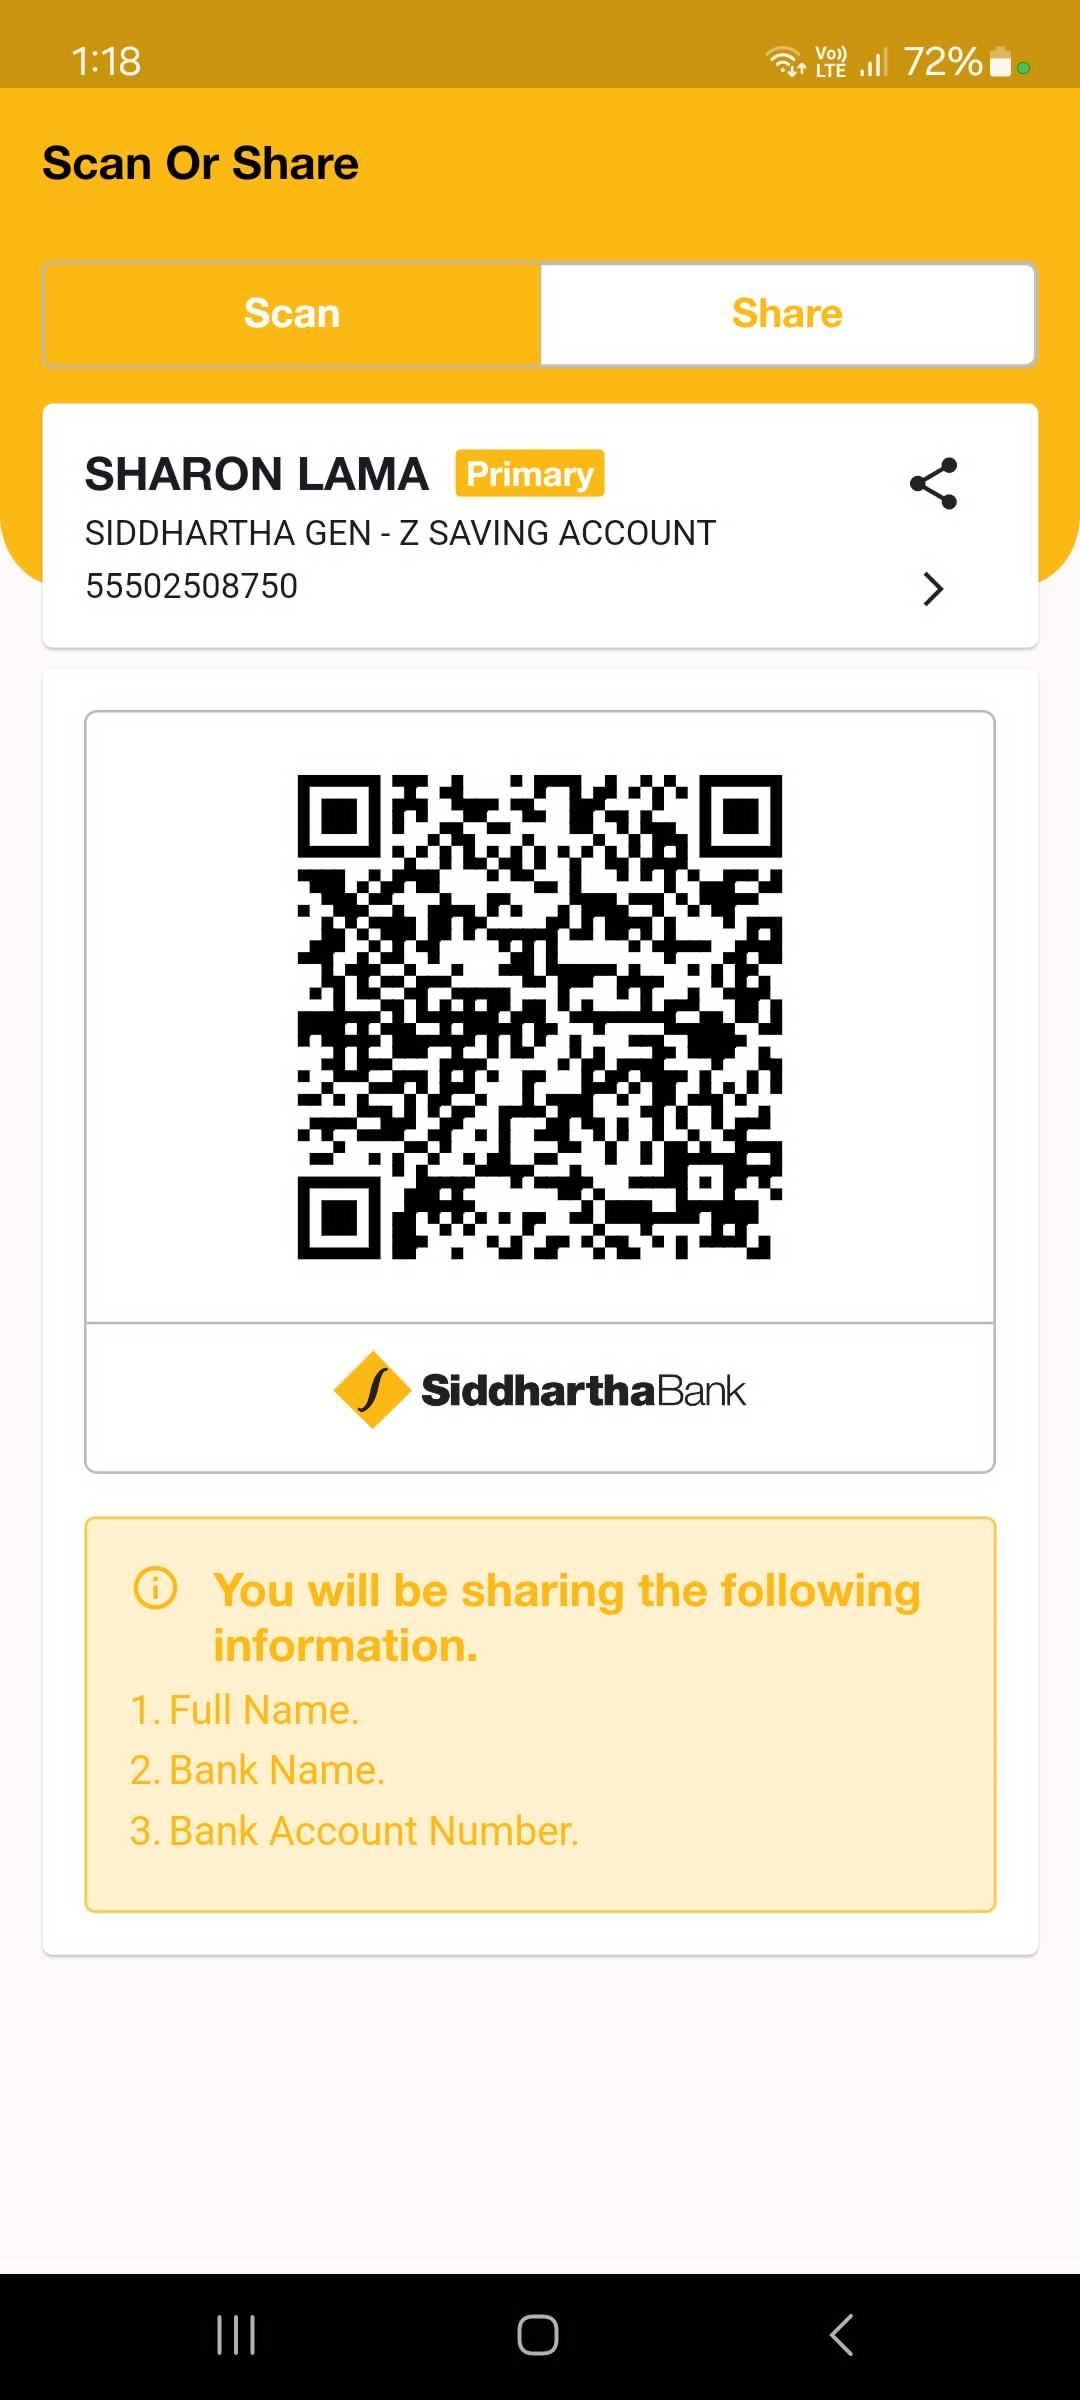 1:18
Vo)) LTE 72%
Scan Or Share
Scan
Share
SHARON LAMA Primary
SIDDHARTHA GEN - Z SAVING ACCOUNT
55502508750
SiddharthaBank
You will be sharing the following
information.
1. Full Name.
2. Bank Name.
3. Bank Account Number.